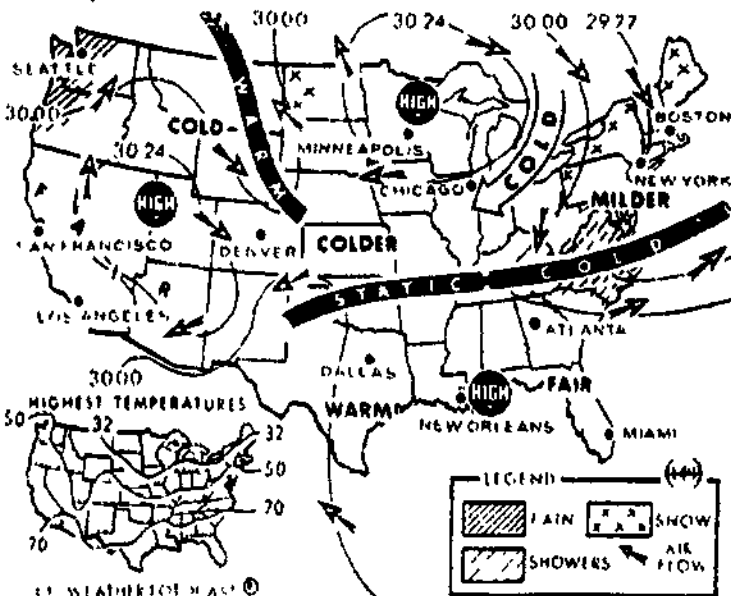 30.00 30.24 30.00 29.77
SEATTLE
30.00
WARM
COLD
HIGH
MINNEAPOLIS
COLD
BOSTON
30.24
CHICAGO
NEW YORK
HIGH
MILDER
SAN FRANCISCO
DENVER
COLDER
STATIC COLD
LOS ANGELES
ATLANTA
DALLAS
30.00
HIGH
FAIR
WARM
NEW ORLEANS
MIAMI
HIGHEST TEMPERATURES
50 32 32
50
70
70
LEGEND
RAIN SNOW
SHOWERS AIR FLOW